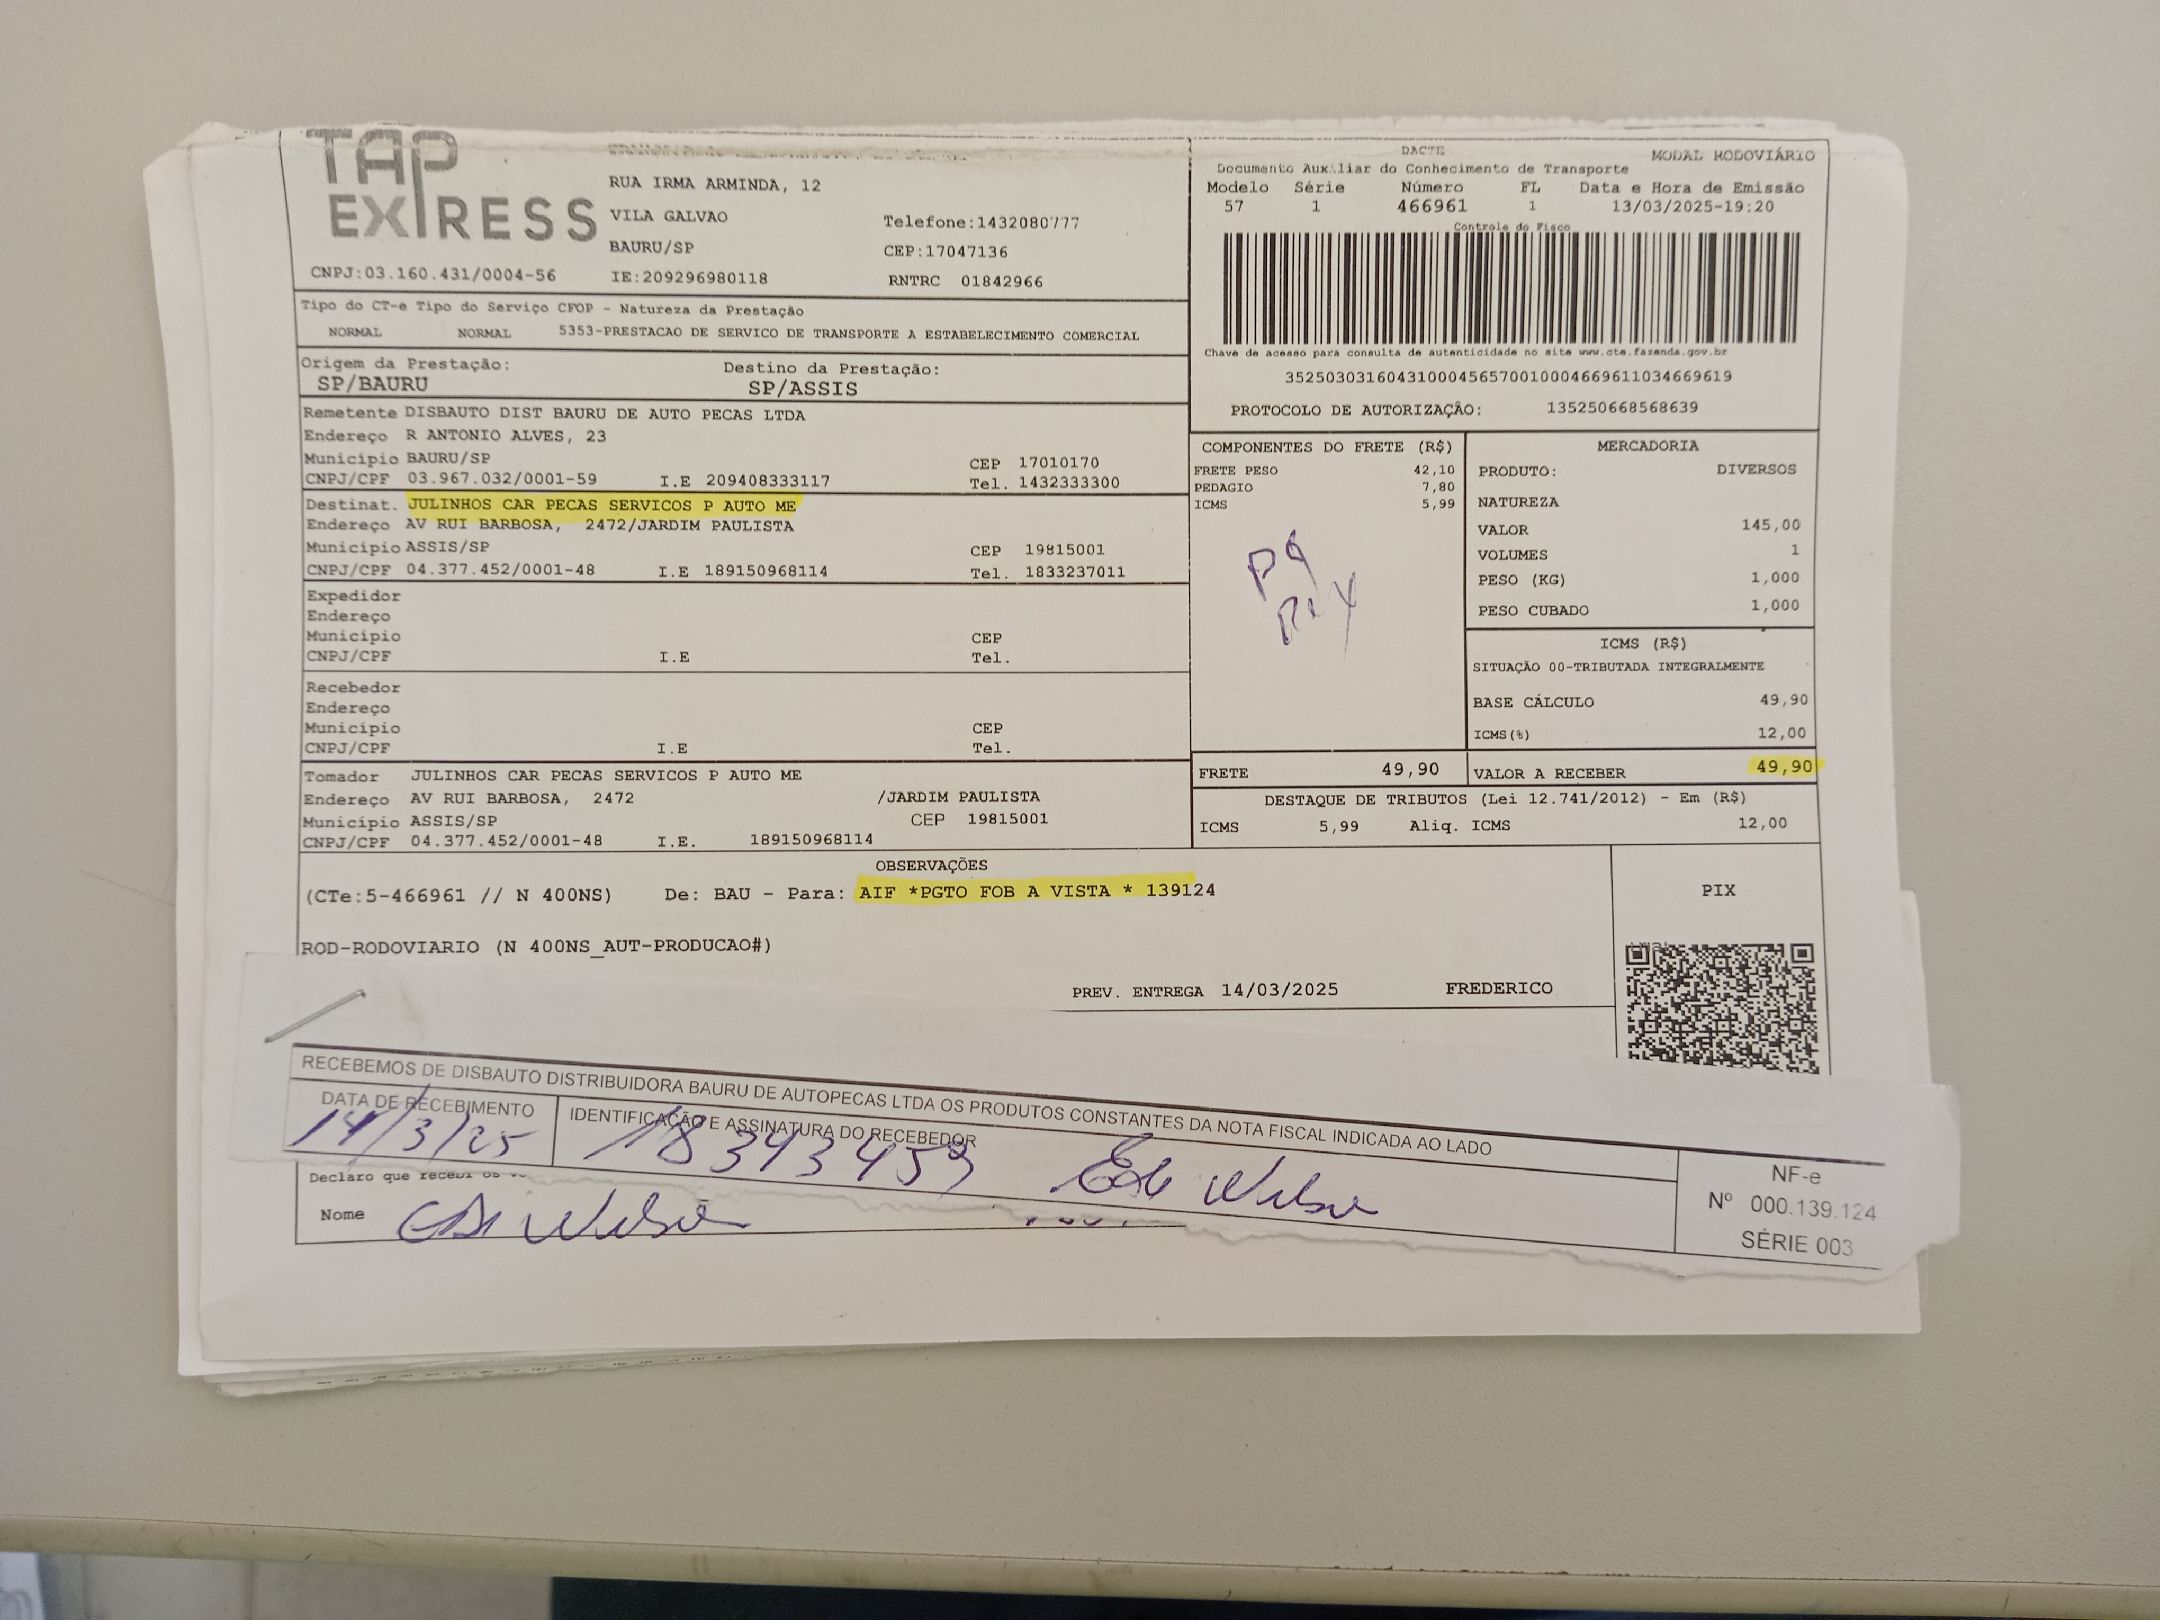 TAP
EXPRESS
RUA IRMA ARMINDA, 12
VILA GALVAO
Telefone:1432080777
BAURU/SP
CEP:17047136
CNPJ:03.160.431/0004-56
IE:209296980118
RNTRC 01842966
DACTE
MODAL RODOVIÁRIO
Documento Auxiliar do Conhecimento de Transporte
Modelo Série Número FL Data e Hora de Emissão
57 1 466961 1 13/03/2025-19:20
Controle do Fisco
Chave de acesso para consulta de autenticidade no site www.cte.fazenda.gov.br
35250303160431000456570010004669611034669619
PROTOCOLO DE AUTORIZAÇÃO: 135250668568639
Tipo do CT-e Tipo do Serviço CFOP - Natureza da Prestação
NORMAL NORMAL 5353-PRESTACAO DE SERVICO DE TRANSPORTE A ESTABELECIMENTO COMERCIAL
Origem da Prestação: Destino da Prestação:
SP/BAURU SP/ASSIS
Remetente DISBAUTO DIST BAURU DE AUTO PECAS LTDA
Endereço R ANTONIO ALVES, 23
Município BAURU/SP CEP 17010170
CNPJ/CPF 03.967.032/0001-59 I.E 209408333117 Tel. 1432333300
Destinat. JULINHOS CAR PECAS SERVICOS P AUTO ME
Endereço AV RUI BARBOSA, 2472/JARDIM PAULISTA
Município ASSIS/SP CEP 19815001
CNPJ/CPF 04.377.452/0001-48 I.E 189150968114 Tel. 1833237011
Expedidor
Endereço
Município CEP
CNPJ/CPF I.E Tel.
Recebedor
Endereço
Município CEP
CNPJ/CPF I.E Tel.
Tomador JULINHOS CAR PECAS SERVICOS P AUTO ME
Endereço AV RUI BARBOSA, 2472 /JARDIM PAULISTA
Município ASSIS/SP CEP 19815001
CNPJ/CPF 04.377.452/0001-48 I.E. 189150968114
COMPONENTES DO FRETE (R$)
FRETE PESO 42,10
PEDAGIO 7,80
ICMS 5,99
Pg
Pix
MERCADORIA
PRODUTO: DIVERSOS
NATUREZA
VALOR 145,00
VOLUMES 1
PESO (KG) 1,000
PESO CUBADO 1,000
ICMS (R$)
SITUAÇÃO 00-TRIBUTADA INTEGRALMENTE
BASE CÁLCULO 49,90
ICMS(%) 12,00
FRETE 49,90 VALOR A RECEBER 49,90
DESTAQUE DE TRIBUTOS (Lei 12.741/2012) - Em (R$)
ICMS 5,99 Aliq. ICMS 12,00
OBSERVAÇÕES
(CTe:5-466961 // N 400NS) De: BAU - Para: AIF *PGTO FOB A VISTA * 139124
ROD-RODOVIARIO (N 400NS_AUT-PRODUCAO#)
PREV. ENTREGA 14/03/2025 FREDERICO
PIX
RECEBEMOS DE DISBAUTO DISTRIBUIDORA BAURU DE AUTOPECAS LTDA OS PRODUTOS CONSTANTES DA NOTA FISCAL INDICADA AO LADO
DATA DE RECEBIMENTO IDENTIFICAÇÃO E ASSINATURA DO RECEBEDOR
14/3/25
NF-e
Nº 000.139.124
SÉRIE 003
Declaro que recebi os
Nome